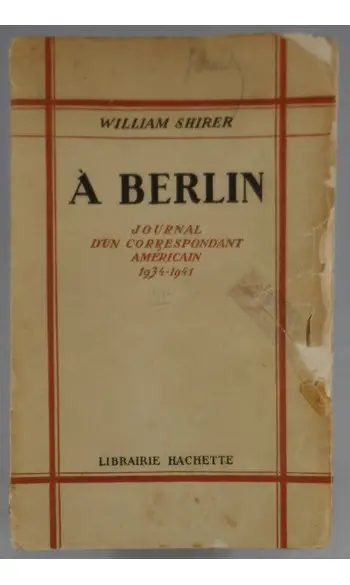 WILLIAM SHIRER
À BERLIN
JOURNAL
D'UN CORRESPONDANT
AMÉRICAIN
1934-1941
LIBRAIRIE HACHETTE